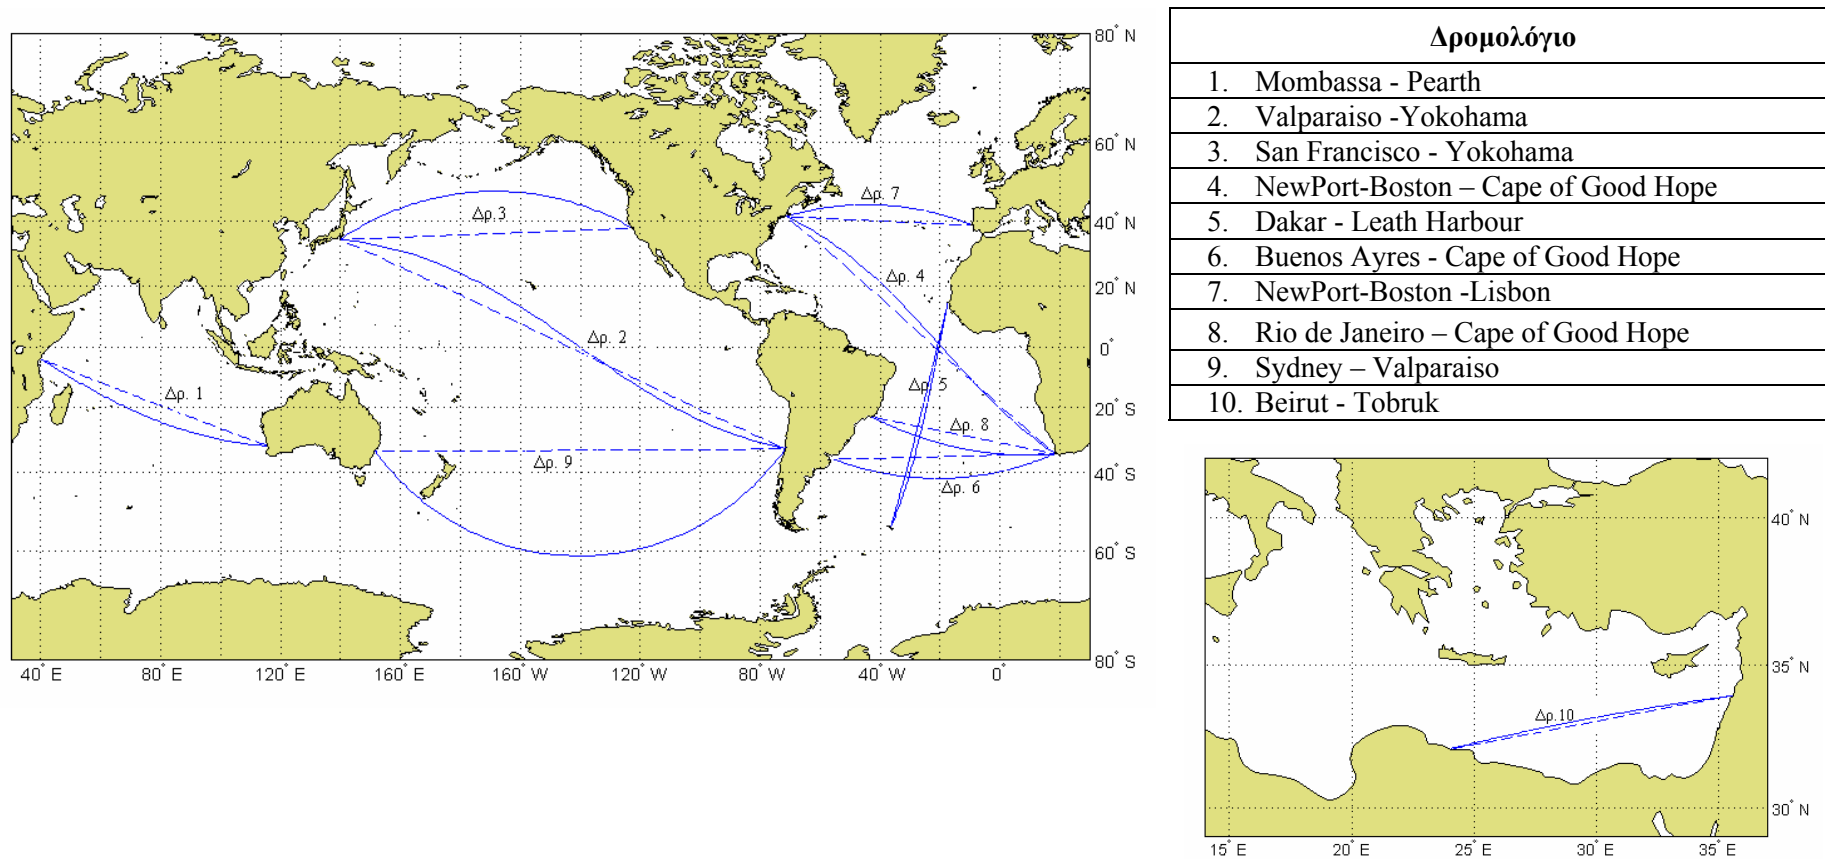 80° N
60° N
40° N
20° N
0°
20° S
40° S
60° S
80° S
40° E
80° E
120° E
160° E
160° W
120° W
80° W
40° W
0
Δρ.3
Δρ. 7
Δρ. 4
Δρ. 2
Δρ. 1
Δρ. 5
Δρ. 8
Δρ. 9
Δρ. 6
Δρομολόγιο
1. Mombassa - Pearth
2. Valparaiso -Yokohama
3. San Francisco - Yokohama
4. NewPort-Boston – Cape of Good Hope
5. Dakar - Leath Harbour
6. Buenos Ayres - Cape of Good Hope
7. NewPort-Boston -Lisbon
8. Rio de Janeiro – Cape of Good Hope
9. Sydney – Valparaiso
10. Beirut - Tobruk
40° N
35° N
Δρ.10
30° N
15° E
20° E
25° E
30° E
35° E